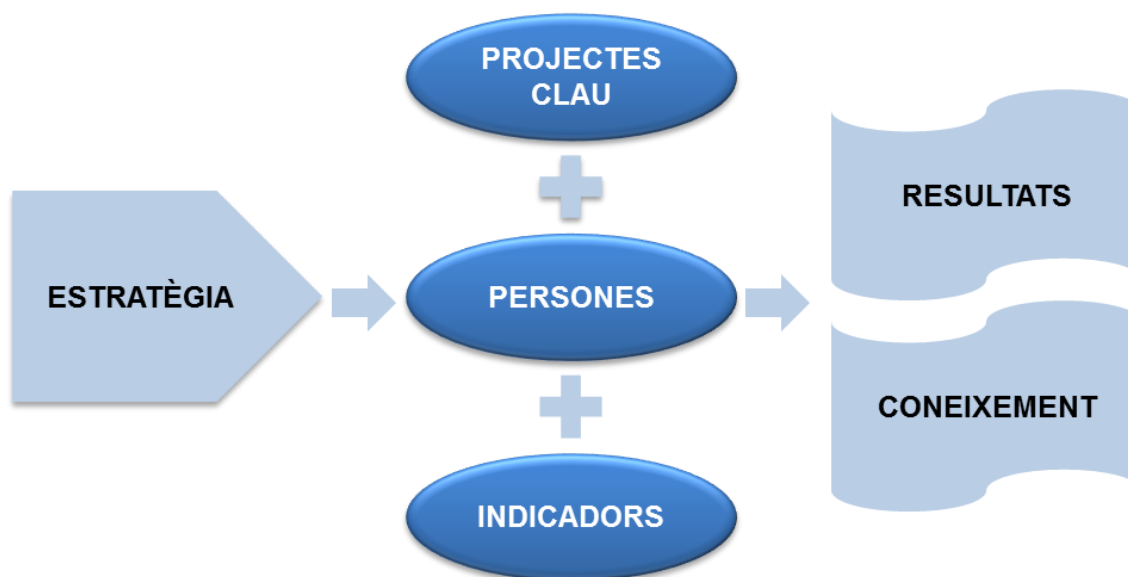 ESTRATÈGIA
PROJECTES
CLAU
PERSONES
INDICADORS
RESULTATS
CONEIXEMENT